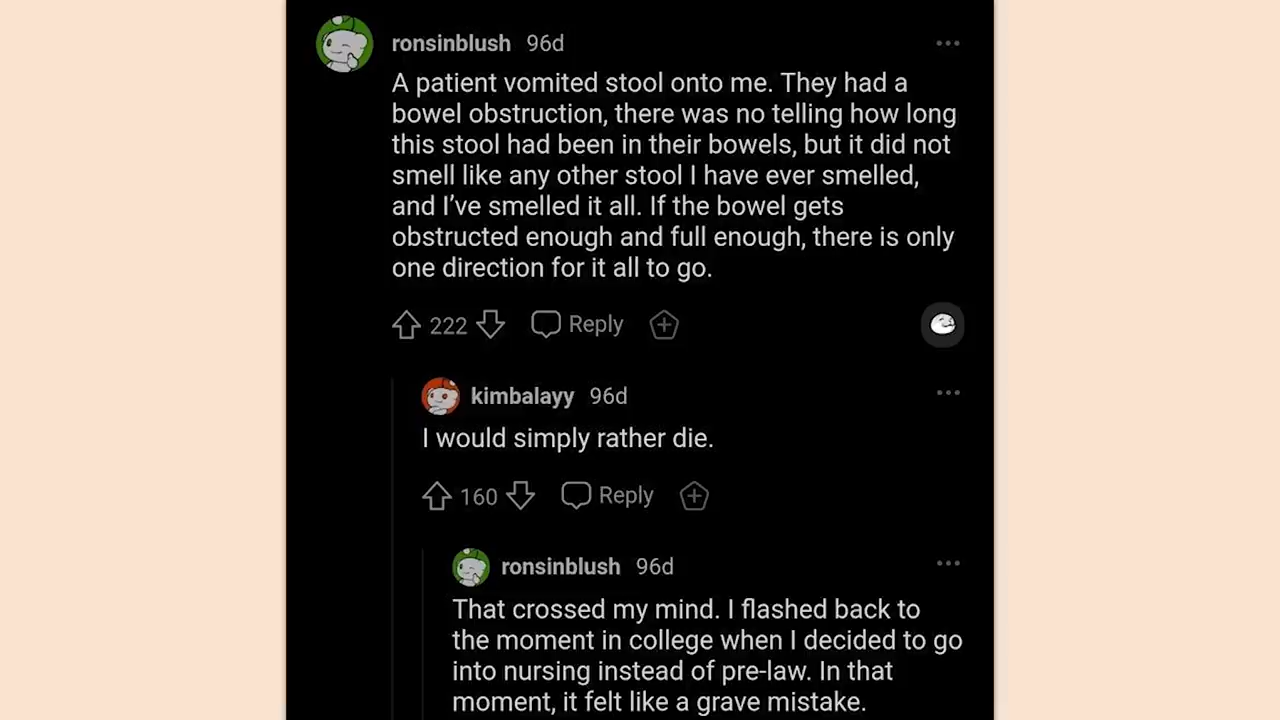 ronsinblush 96d
A patient vomited stool onto me. They had a
bowel obstruction, there was no telling how long
this stool had been in their bowels, but it did not
smell like any other stool I have ever smelled,
and I’ve smelled it all. If the bowel gets
obstructed enough and full enough, there is only
one direction for it all to go.
222 Reply
kimbalayy 96d
I would simply rather die.
160 Reply
ronsinblush 96d
That crossed my mind. I flashed back to
the moment in college when I decided to go
into nursing instead of pre-law. In that
moment, it felt like a grave mistake.